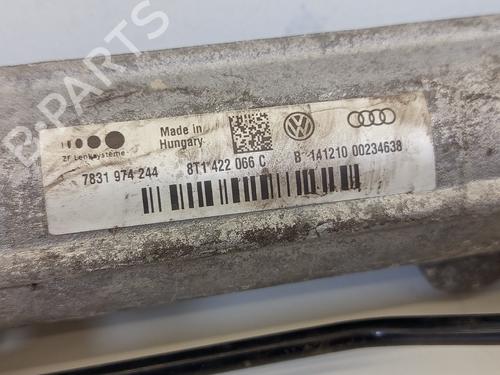 B-PARTS
ZF Lenksysteme
Made in
Hungary
7831 974 244
8T1 422 066 C
B 141210 00234638